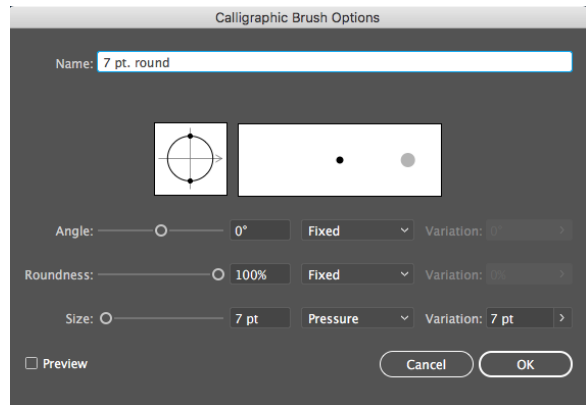 Calligraphic Brush Options
Name: 7 pt. round
Angle: 0° Fixed Variation: 0°
Roundness: 100% Fixed Variation: 0%
Size: 7 pt Pressure Variation: 7 pt
Preview Cancel OK